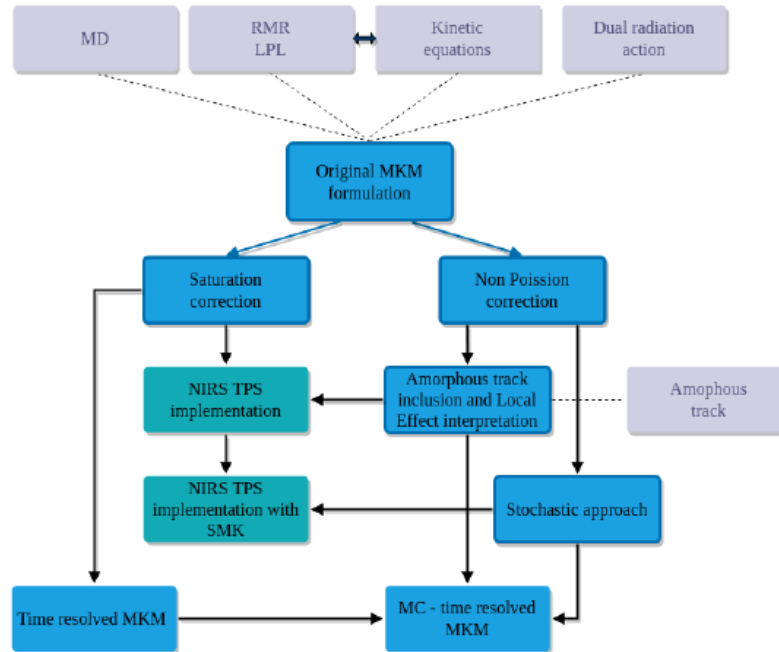 MD
RMR
LPL
Kinetic
equations
Dual radiation
action
Original MKM
formulation
Saturation
correction
Non Poission
correction
NIRS TPS
implementation
Amorphous track
inclusion and Local
Effect interpretation
Amophous
track
NIRS TPS
implementation with
SMK
Stochastic approach
Time resolved MKM
MC - time resolved
MKM